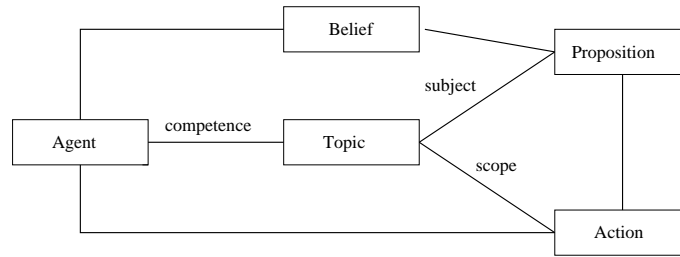 Belief
Proposition
subject
competence
Agent
Topic
scope
Action